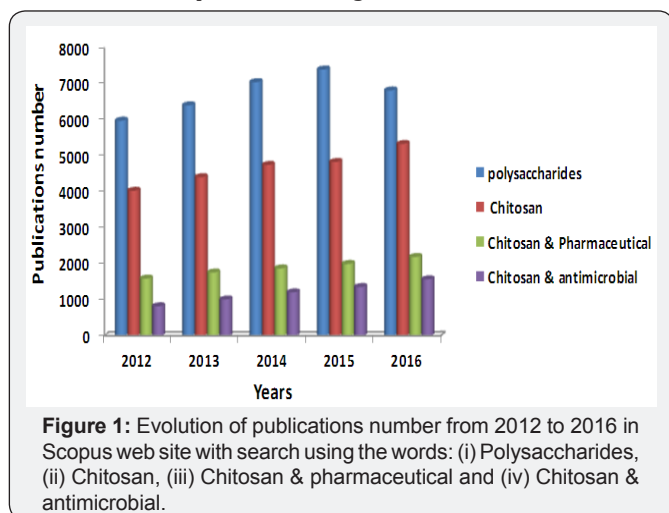 8000
7000
6000
5000
4000
3000
2000
1000
0
Publications number
2012 2013 2014 2015 2016
Years
polysaccharides
Chitosan
Chitosan & Pharmaceutical
Chitosan & antimicrobial
Figure 1: Evolution of publications number from 2012 to 2016 in
Scopus web site with search using the words: (i) Polysaccharides,
(ii) Chitosan, (iii) Chitosan & pharmaceutical and (iv) Chitosan &
antimicrobial.